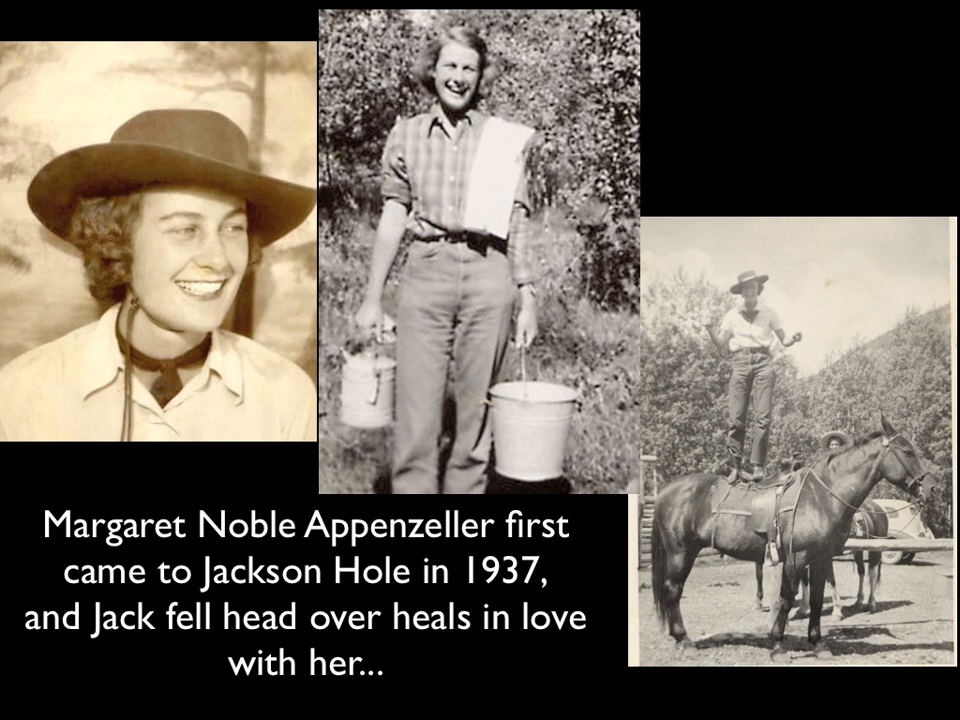 Margaret Noble Appenzeller first
came to Jackson Hole in 1937,
and Jack fell head over heals in love
with her...